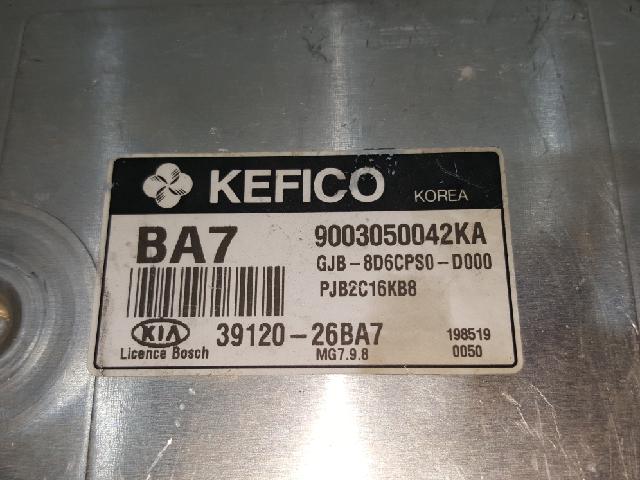 KEFICO KOREA
BA7 9003050042KA
GJB-8D6CPS0-D000
PJB2C16KB8
KIA 39120-26BA7 198519
Licence Bosch MG7.9.8 0050